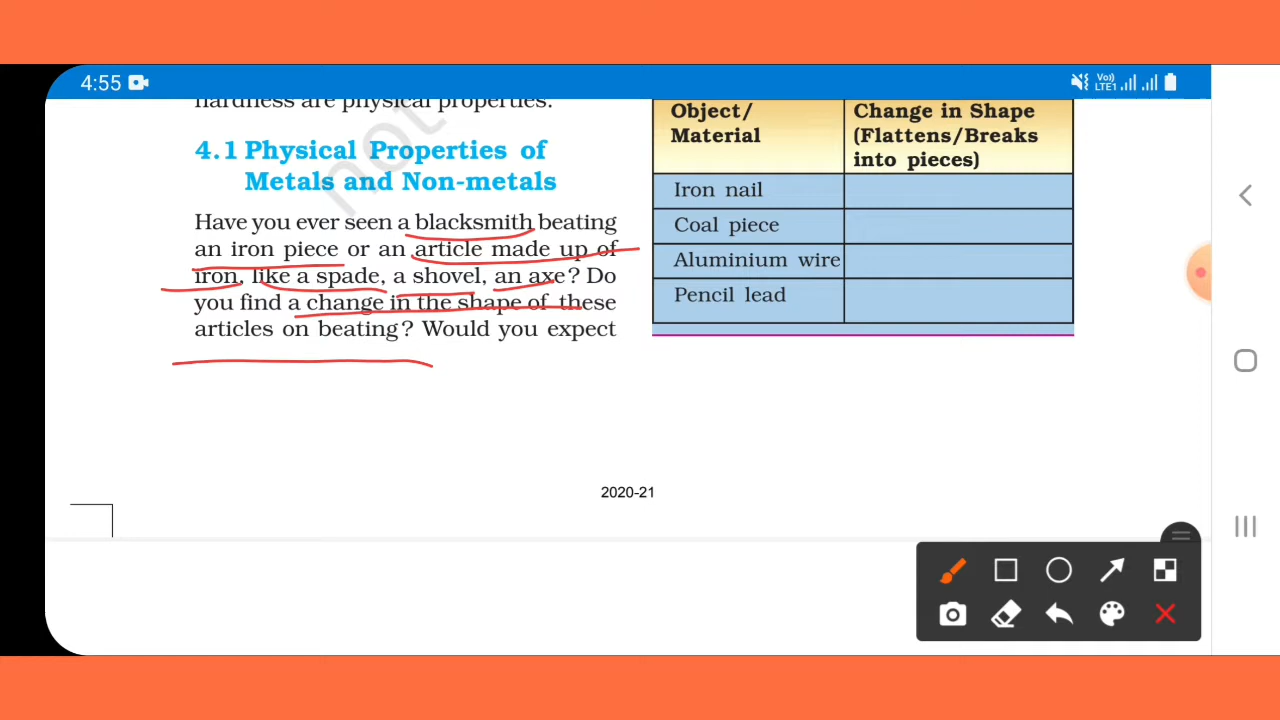 4:55
Vo))
LTE1
hardness are physical properties.
not
4.1 Physical Properties of
Metals and Non-metals
Have you ever seen a blacksmith beating
an iron piece or an article made up of
iron, like a spade, a shovel, an axe? Do
you find a change in the shape of these
articles on beating? Would you expect
Object/
Material
Change in Shape
(Flattens/Breaks
into pieces)
Iron nail
Coal piece
Aluminium wire
Pencil lead
2020-21